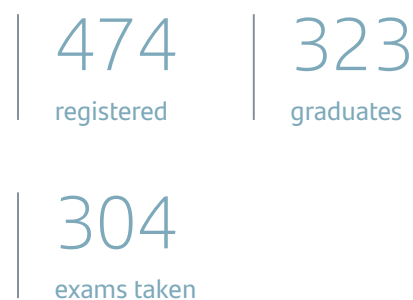 474
registered
323
graduates
304
exams taken